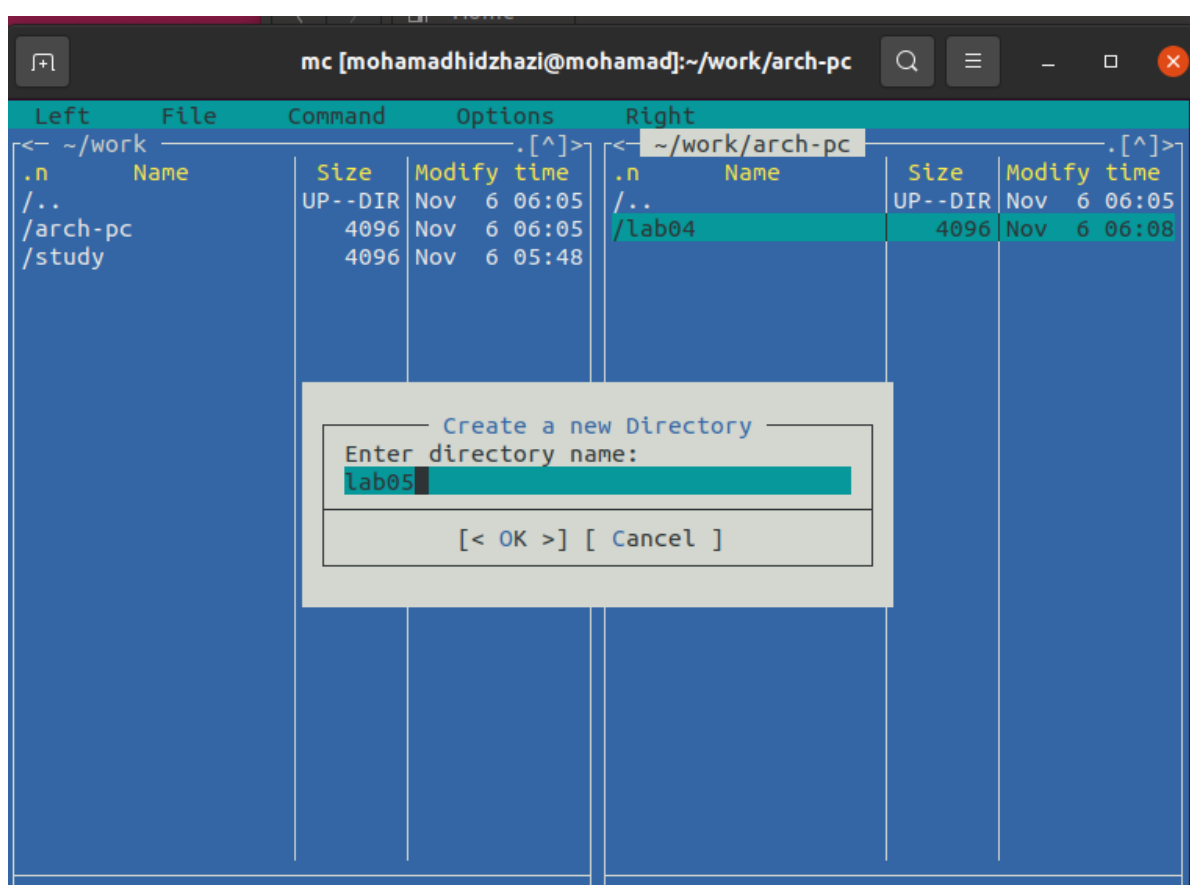 mc [mohamadhidzhazi@mohamad]:~/work/arch-pc
Left File Command Options Right
<─ ~/work ─.[^]>
.n Name Size Modify time
/.. UP--DIR Nov 6 06:05
/arch-pc 4096 Nov 6 06:05
/study 4096 Nov 6 05:48
<─ ~/work/arch-pc ─.[^]>
.n Name Size Modify time
/.. UP--DIR Nov 6 06:05
/lab04 4096 Nov 6 06:08
Create a new Directory
Enter directory name:
lab05
[< OK >] [ Cancel ]